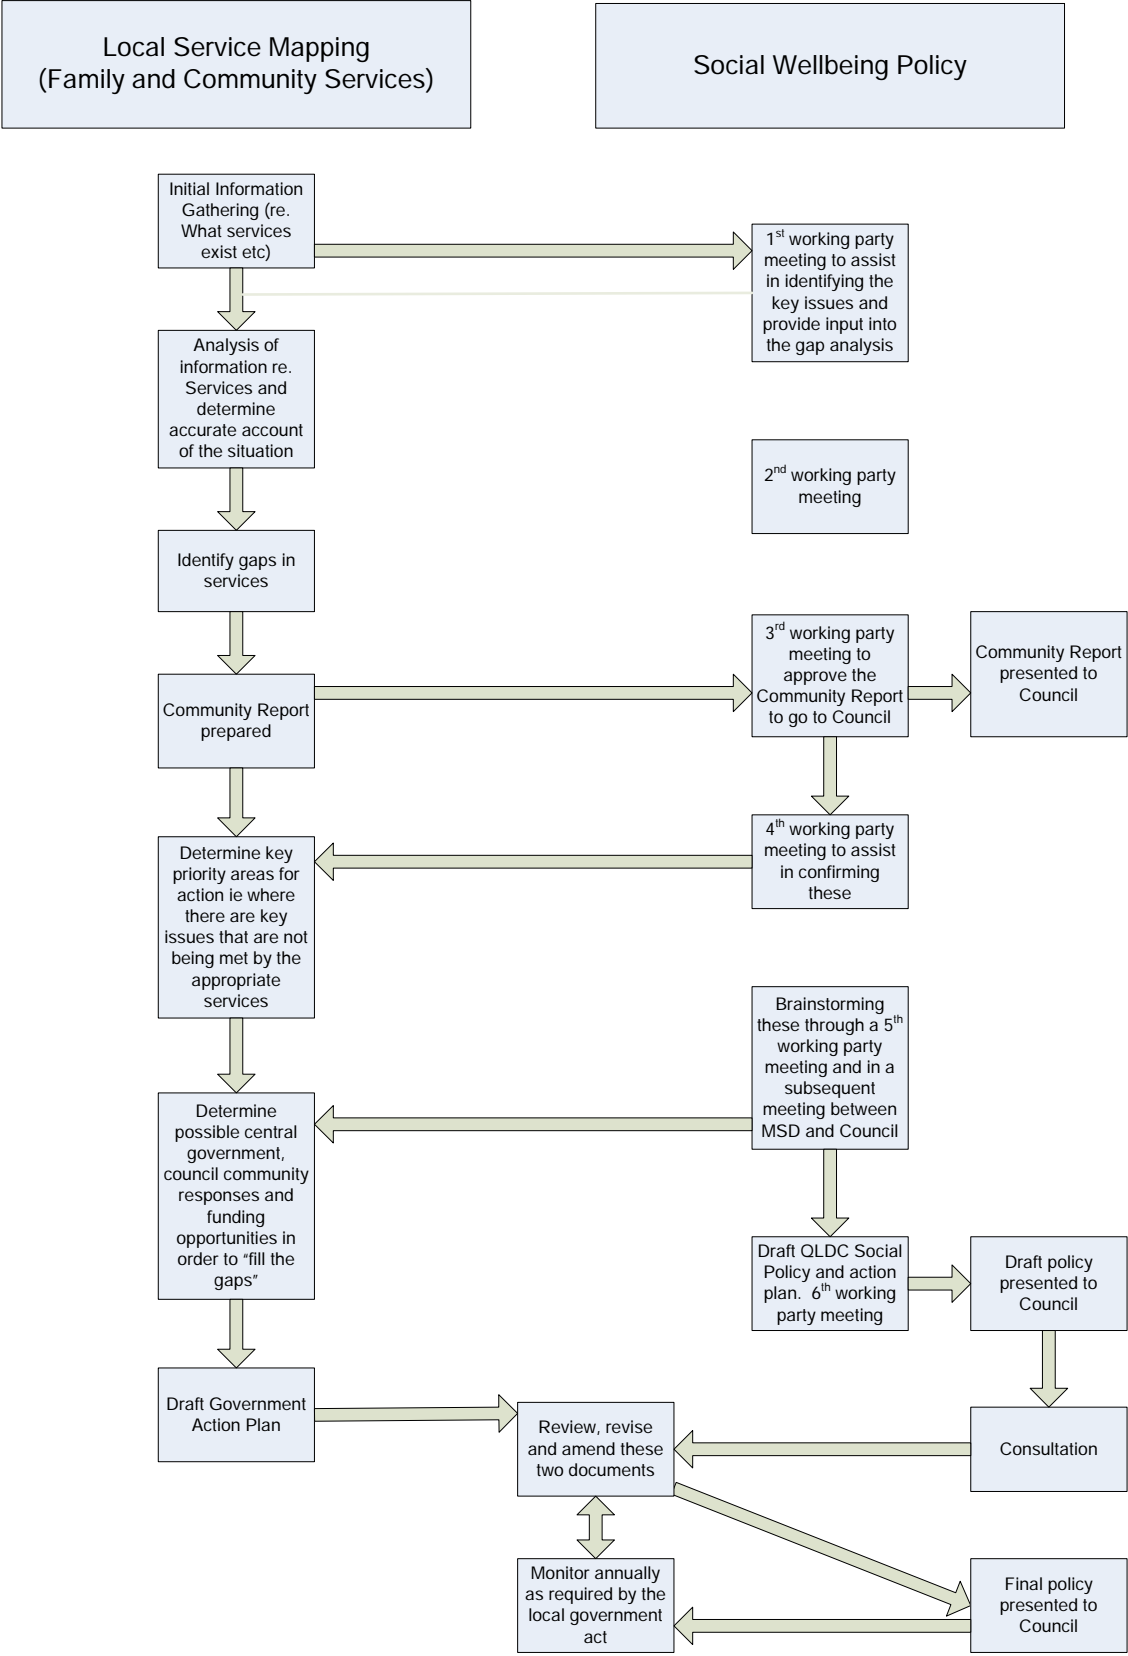 Local Service Mapping
(Family and Community Services)
Social Wellbeing Policy
Initial Information
Gathering (re.
What services
exist etc)
1st working party
meeting to assist
in identifying the
key issues and
provide input into
the gap analysis
Analysis of
information re.
Services and
determine
accurate account
of the situation
2nd working party
meeting
Identify gaps in
services
3rd working party
meeting to
approve the
Community Report
to go to Council
Community Report
presented to
Council
Community Report
prepared
4th working party
meeting to assist
in confirming
these
Determine key
priority areas for
action ie where
there are key
issues that are not
being met by the
appropriate
services
Brainstorming
these through a 5th
working party
meeting and in a
subsequent
meeting between
MSD and Council
Determine
possible central
government,
council community
responses and
funding
opportunities in
order to “fill the
gaps”
Draft QLDC Social
Policy and action
plan.  6th working
party meeting
Draft policy
presented to
Council
Draft Government
Action Plan
Review, revise
and amend these
two documents
Consultation
Monitor annually
as required by the
local government
act
Final policy
presented to
Council